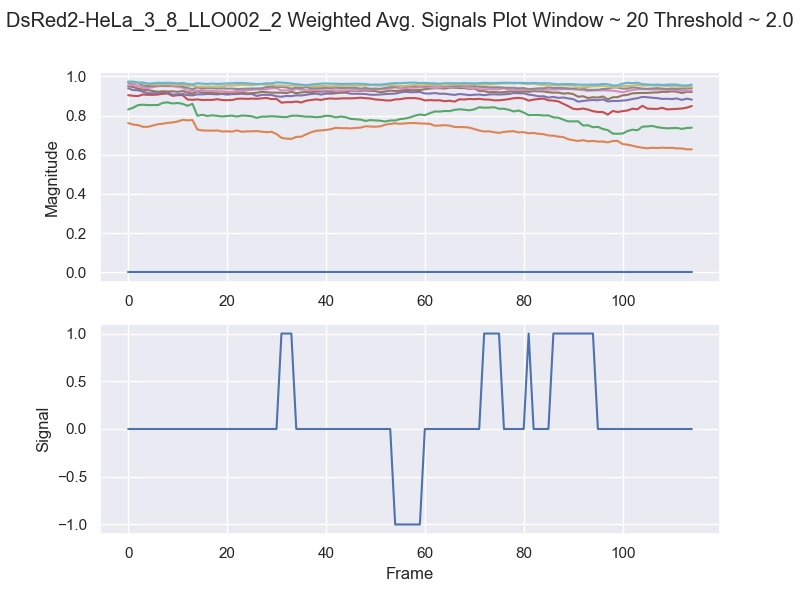 DsRed2-HeLa_3_8_LLO002_2 Weighted Avg. Signals Plot Window ~ 20 Threshold ~ 2.0
1.0
0.8
0.6
0.4
0.2
0.0
Magnitude
0 20 40 60 80 100
1.0
0.5
0.0
−0.5
−1.0
Signal
0 20 40 60 80 100
Frame